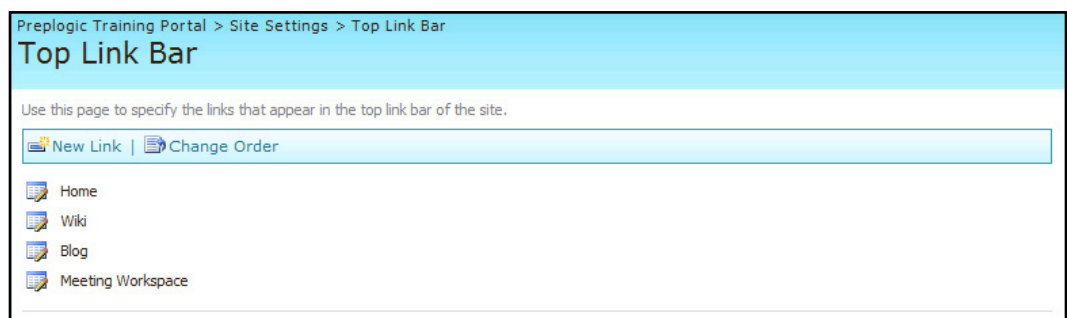 Preplogic Training Portal > Site Settings > Top Link Bar
Top Link Bar
Use this page to specify the links that appear in the top link bar of the site.
New Link | Change Order
Home
Wiki
Blog
Meeting Workspace